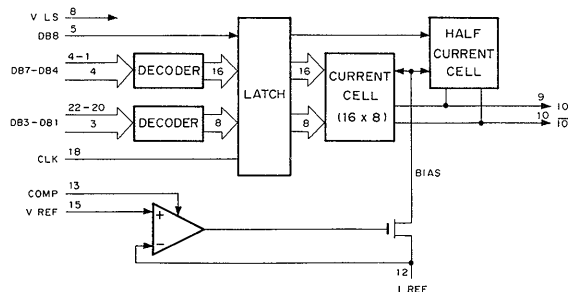 V LS 8
DB8 5
HALF CURRENT CELL
DB7-DB4 4-1 4
DECODER
16
LATCH
16
CURRENT CELL (16 x 8)
DB3-DB1 22-20 3
DECODER
8
8
9 IO
10 IO
CLK 18
BIAS
COMP 13
V REF 15
+
−
12
I REF